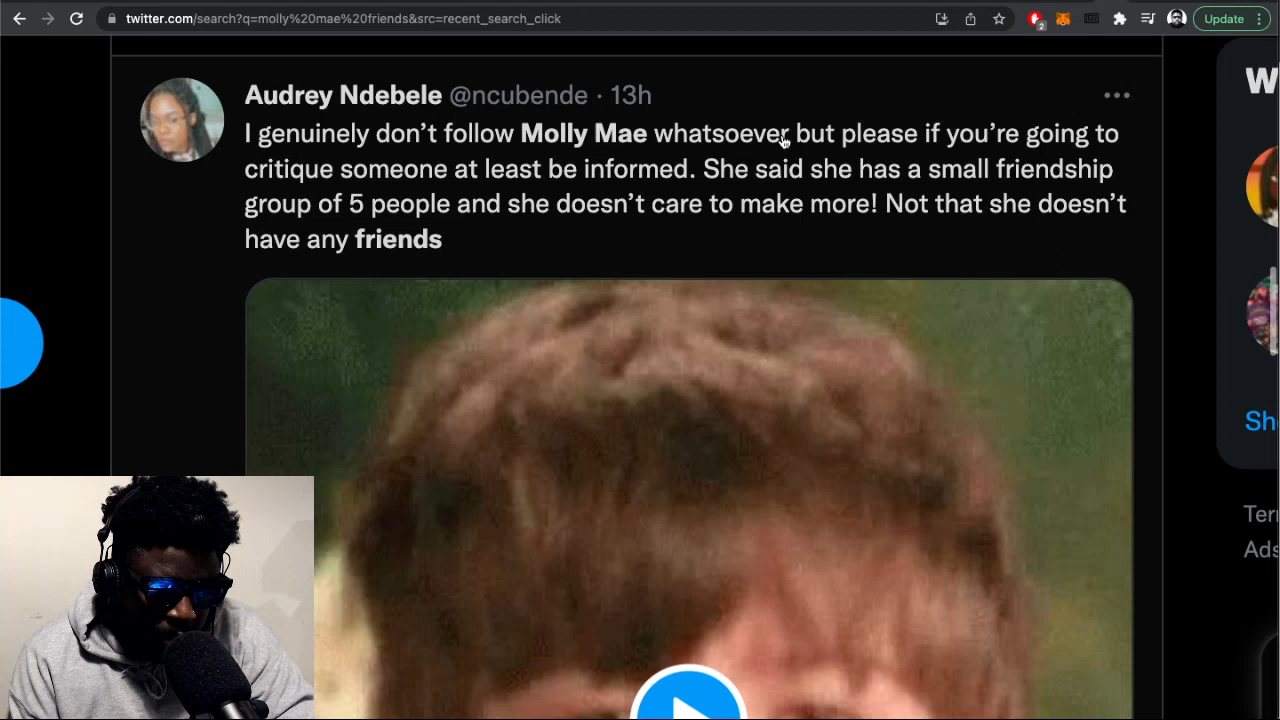 twitter.com/search?q=molly%20mae%20friends&src=recent_search_click
2
Update
Audrey Ndebele @ncubende · 13h
I genuinely don't follow Molly Mae whatsoever but please if you're going to
critique someone at least be informed. She said she has a small friendship
group of 5 people and she doesn't care to make more! Not that she doesn't
have any friends
W
Sh
Ter
Ads